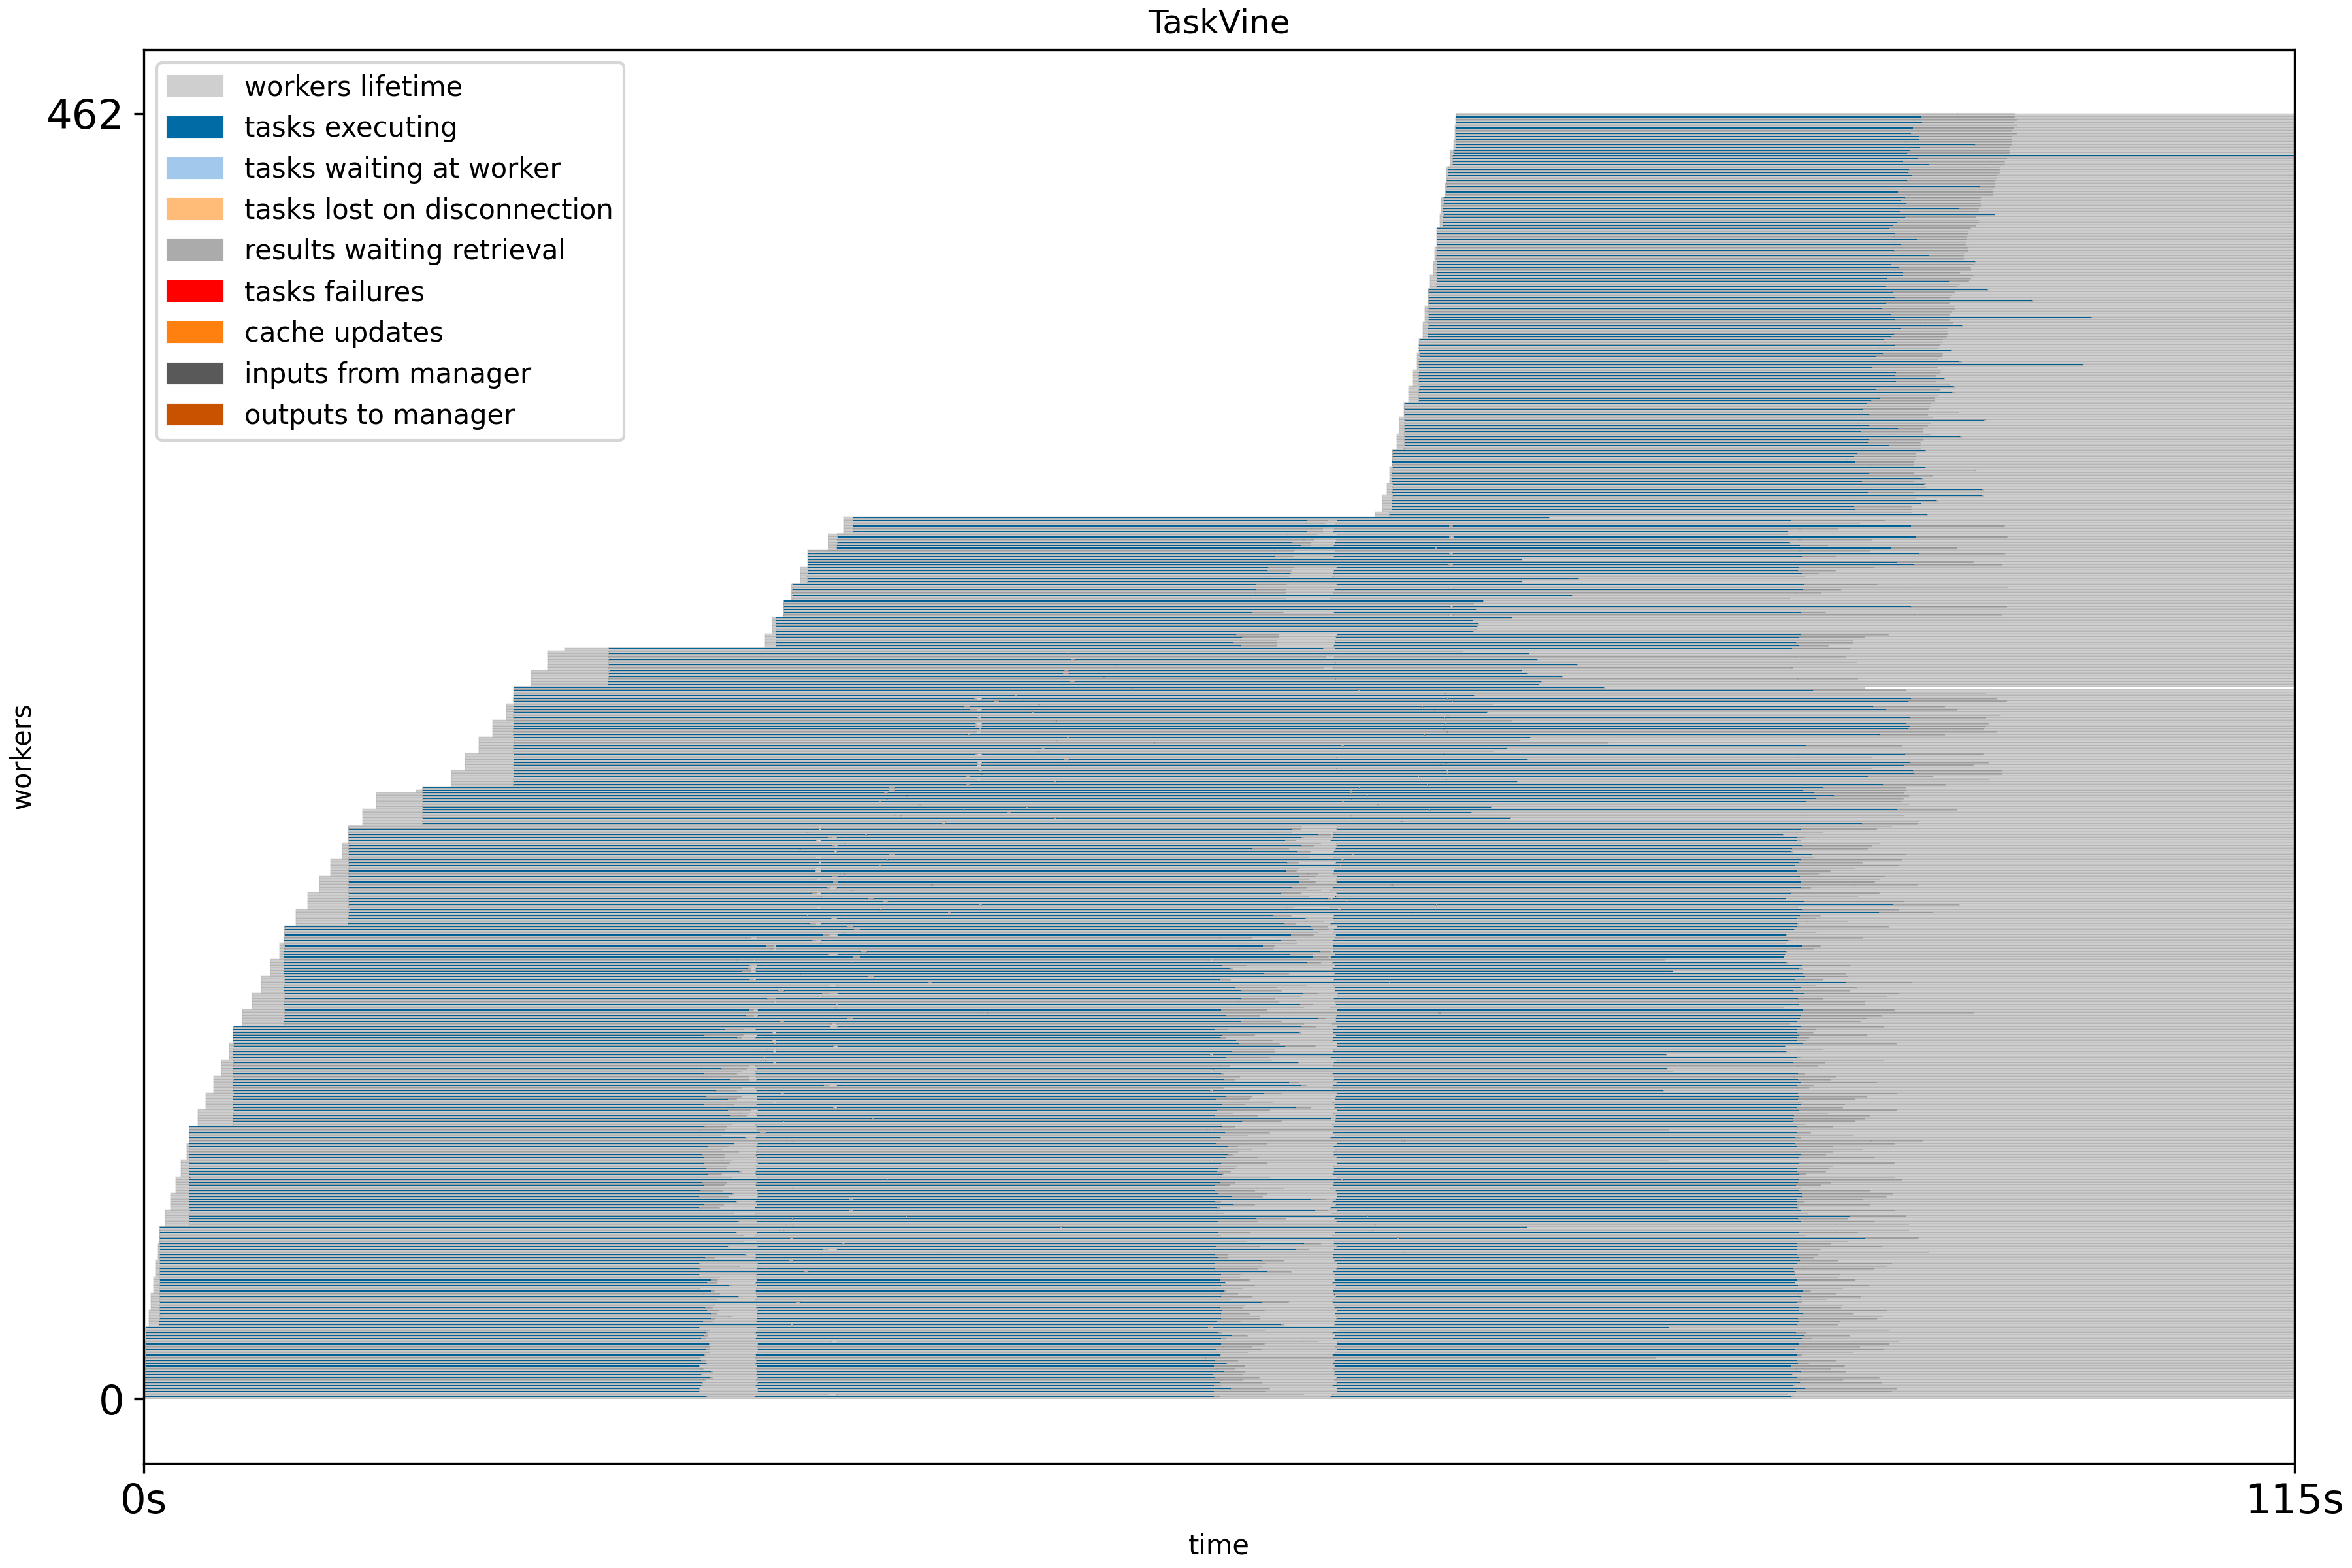 TaskVine
462
workers lifetime
tasks executing
tasks waiting at worker
tasks lost on disconnection
results waiting retrieval
tasks failures
cache updates
inputs from manager
outputs to manager
workers
0
0s
115s
time